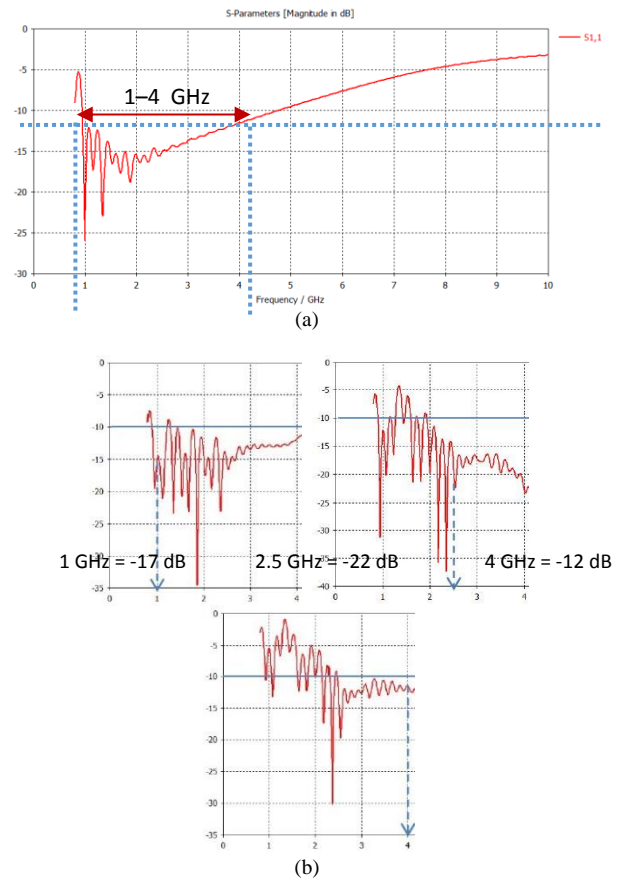 S-Parameters [Magnitude in dB]
S1,1
1–4 GHz
0
-5
-10
-15
-20
-25
-30
0 1 2 3 4 5 6 7 8 9 10
Frequency / GHz
(a)
0
-5
-10
-15
-20
-25
-30
-35
0 1 2 3 4
0
-5
-10
-15
-20
-25
-30
-35
-40
0 1 2 3 4
1 GHz = -17 dB 2.5 GHz = -22 dB 4 GHz = -12 dB
0
-5
-10
-15
-20
-25
-30
-35
0 1 2 3 4
(b)